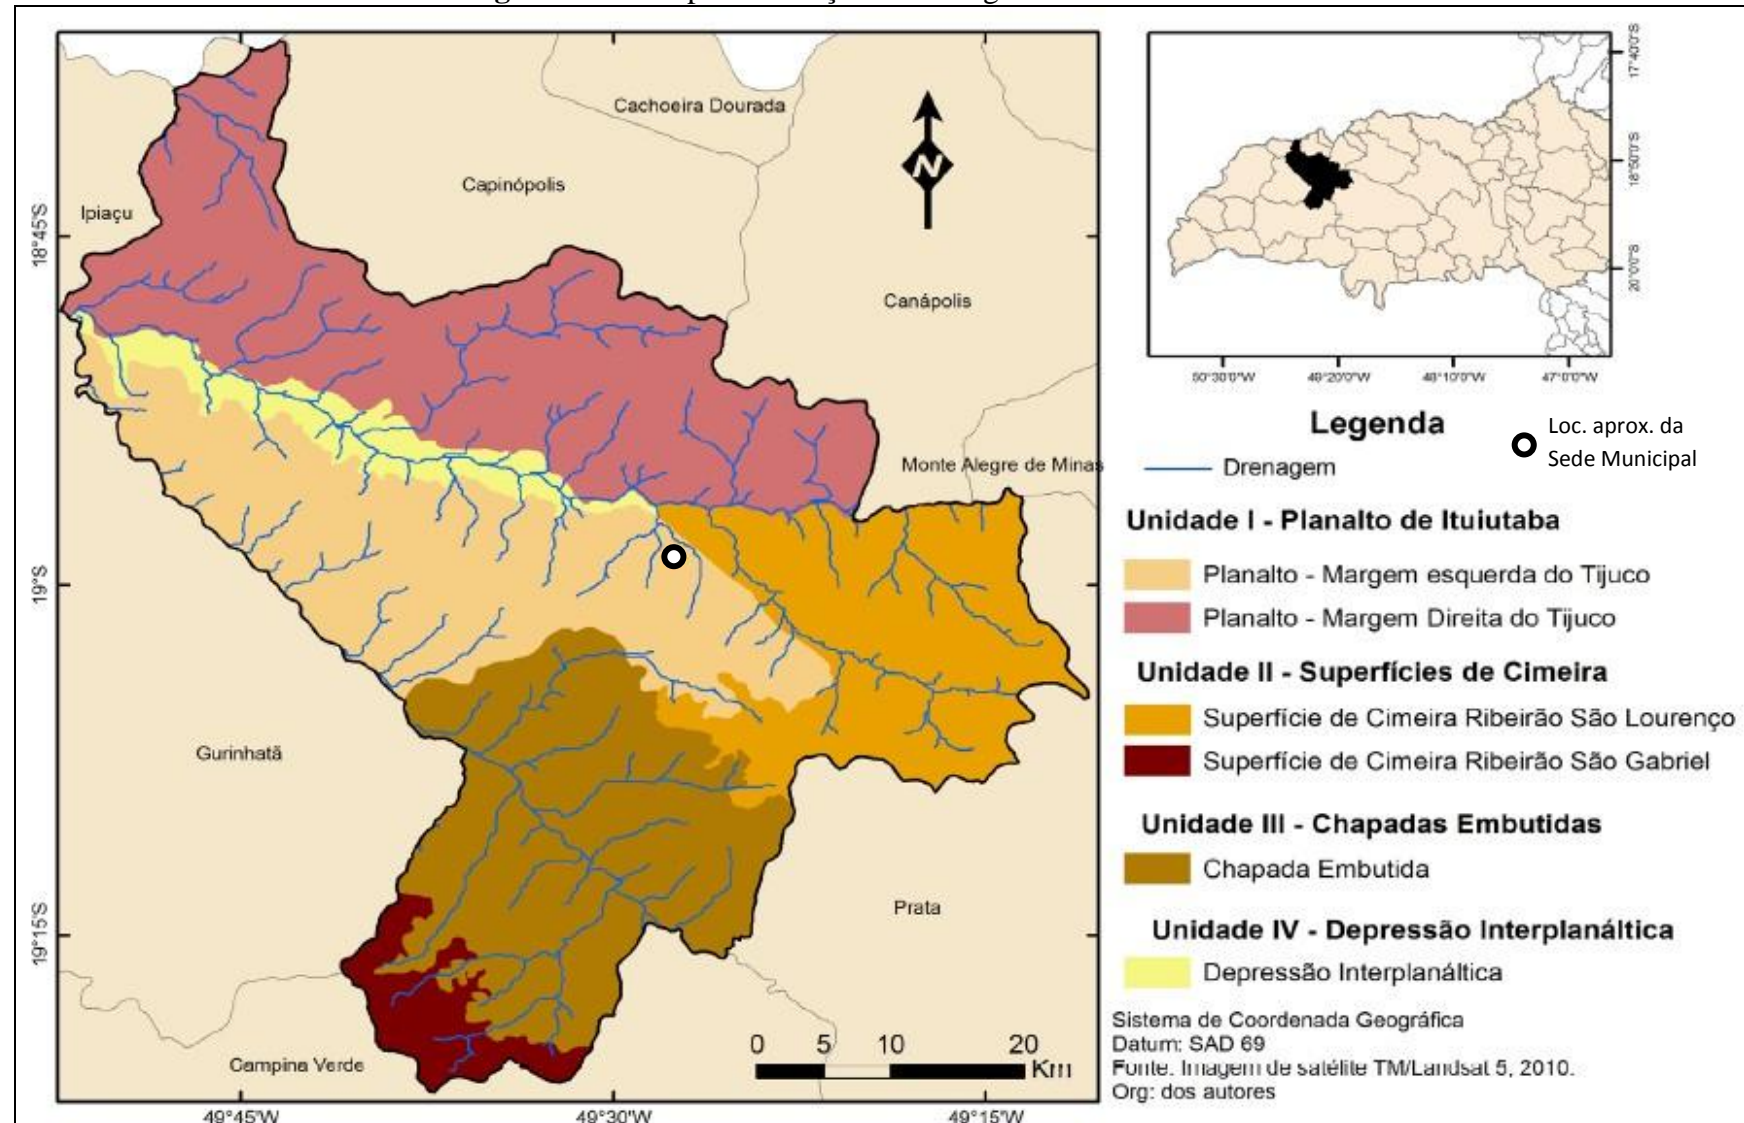 Cachoeira Dourada
Capinópolis
Ipiaçu
Canápolis
Monte Alegre de Minas
Gurinhatã
Prata
Campina Verde
N
18°45'S
19°S
19°15'S
49°45'W
49°30'W
49°15'W
0 5 10 20
Km
17°40'0"S
18°50'0"S
20°0'0"S
50°30'0"W
48°10'0"W
47°0'0"W
Legenda
Loc. aprox. da
Sede Municipal
Drenagem
Unidade I - Planalto de Ituiutaba
Planalto - Margem esquerda do Tijuco
Planalto - Margem Direita do Tijuco
Unidade II - Superfícies de Cimeira
Superfície de Cimeira Ribeirão São Lourenço
Superfície de Cimeira Ribeirão São Gabriel
Unidade III - Chapadas Embutidas
Chapada Embutida
Unidade IV - Depressão Interplanáltica
Depressão Interplanáltica
Sistema de Coordenada Geográfica
Datum: SAD 69
Fonte: Imagem de satélite TM/Landsat 5, 2010.
Org: dos autores